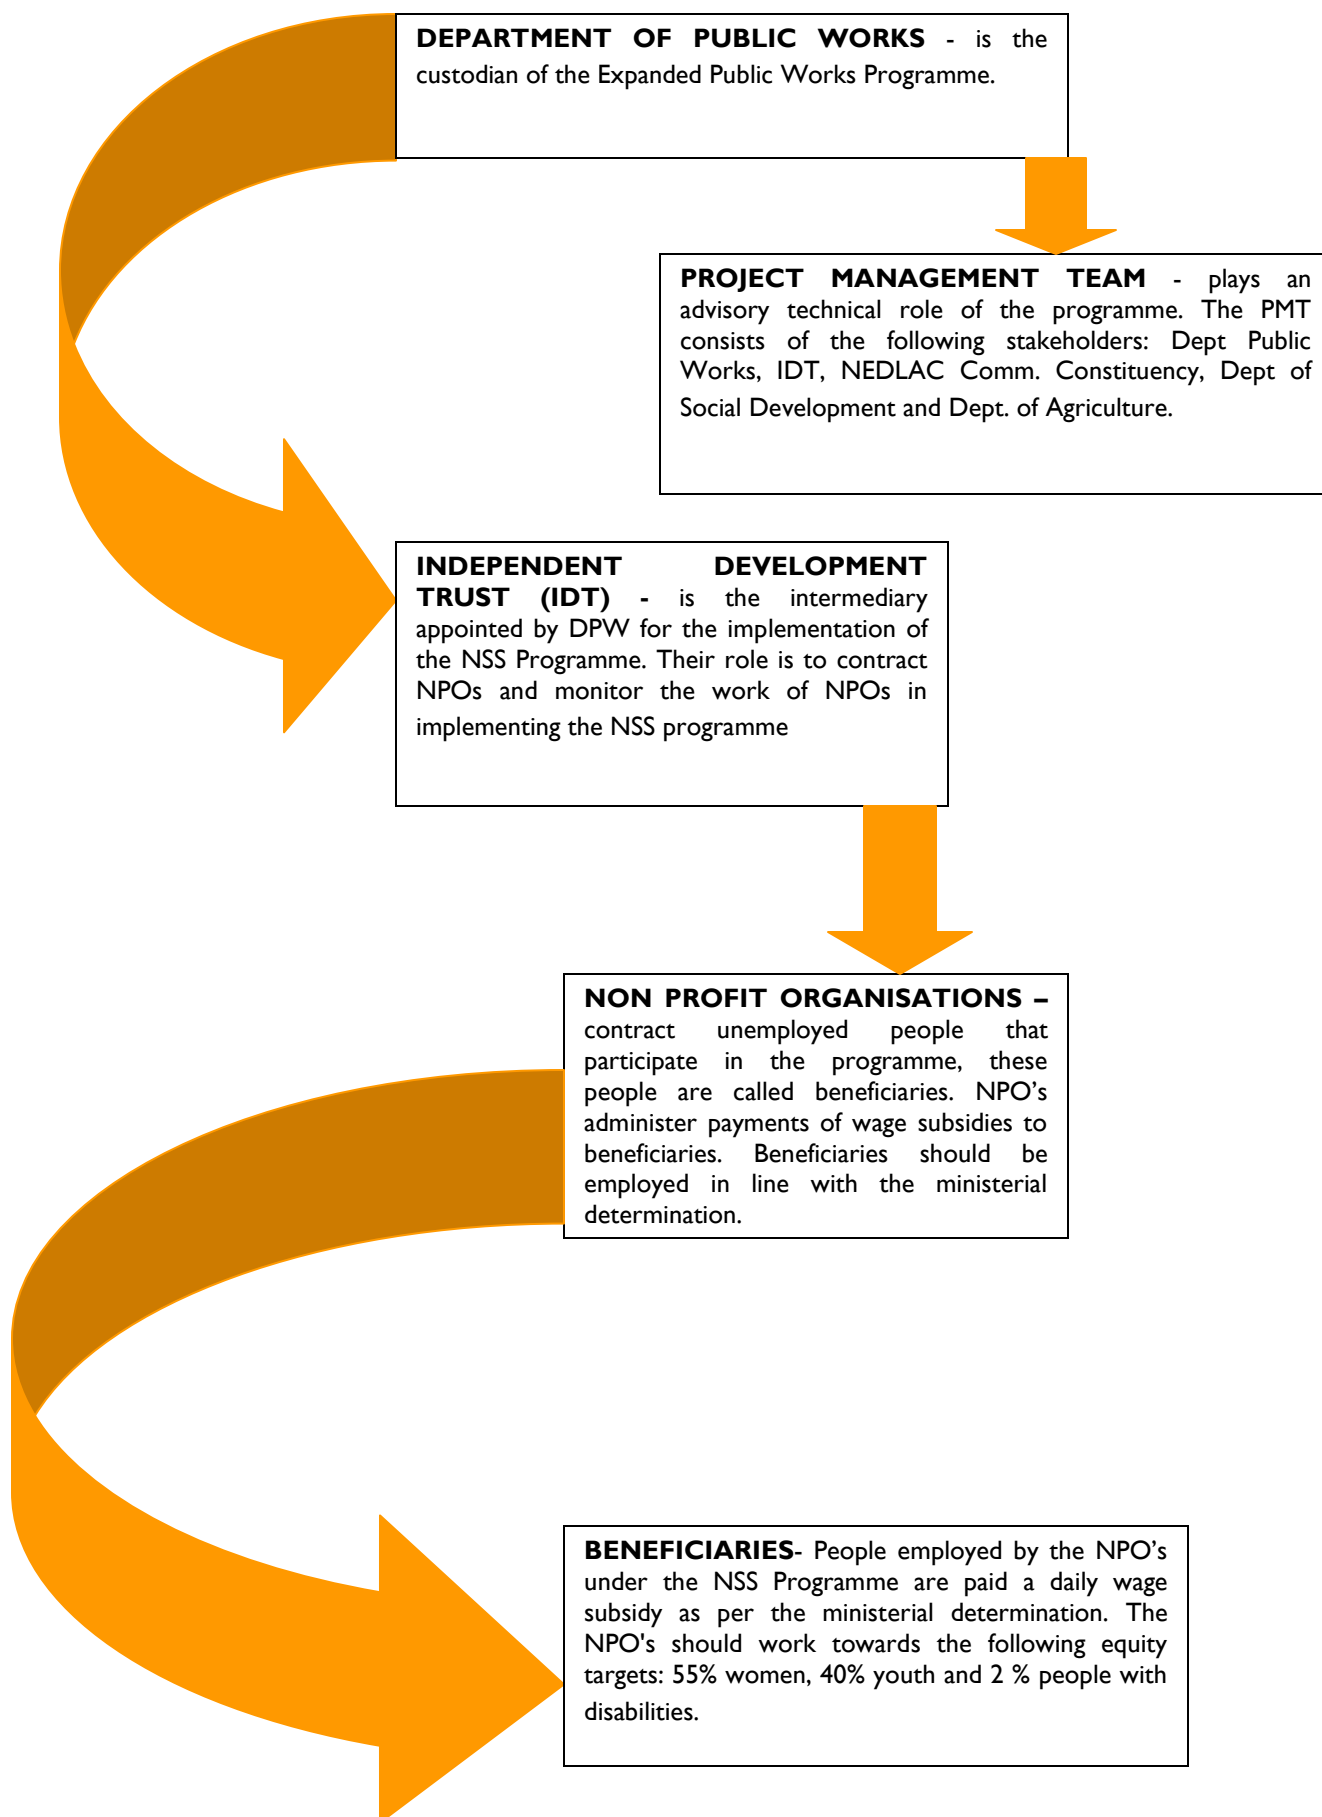 DEPARTMENT OF PUBLIC WORKS - is the
custodian of the Expanded Public Works Programme.
PROJECT MANAGEMENT TEAM - plays an
advisory technical role of the programme. The PMT
consists of the following stakeholders: Dept Public
Works, IDT, NEDLAC Comm. Constituency, Dept of
Social Development and Dept. of Agriculture.
INDEPENDENT DEVELOPMENT
TRUST (IDT) - is the intermediary
appointed by DPW for the implementation of
the NSS Programme. Their role is to contract
NPOs and monitor the work of NPOs in
implementing the NSS programme
NON PROFIT ORGANISATIONS –
contract unemployed people that
participate in the programme, these
people are called beneficiaries. NPO’s
administer payments of wage subsidies to
beneficiaries. Beneficiaries should be
employed in line with the ministerial
determination.
BENEFICIARIES- People employed by the NPO’s
under the NSS Programme are paid a daily wage
subsidy as per the ministerial determination. The
NPO's should work towards the following equity
targets: 55% women, 40% youth and 2 % people with
disabilities.